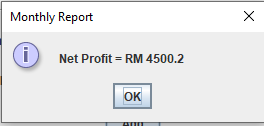 Monthly Report
Net Profit = RM 4500.2
OK